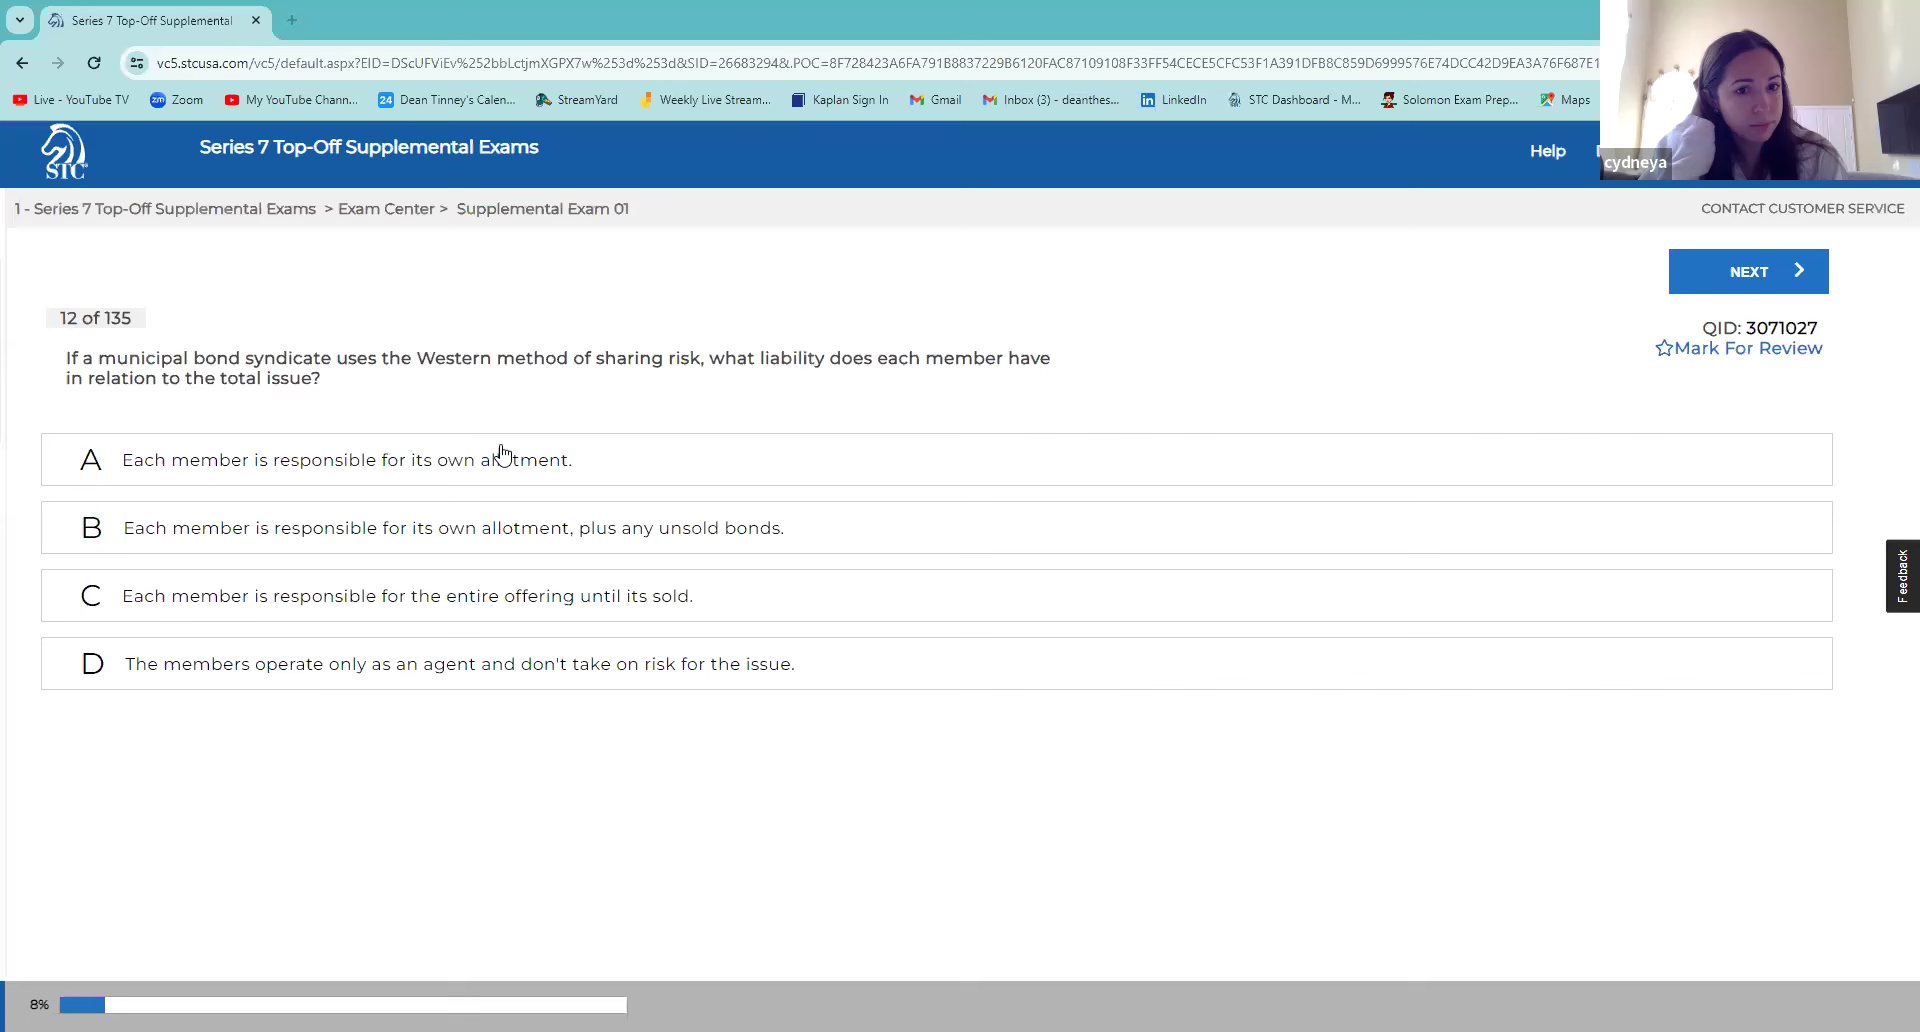 Series 7 Top-Off Supplemental
vc5.stcusa.com/vc5/default.aspx?EID=DScUFViEv%252bbLctjmXGPX7w%253d%253d&SID=26683294&.POC=8F728423A6FA791B8837229B6120FAC87109108F33FF54CECE5CFC53F1A391DFB8C859D6999576E74DCC42D9EA3A76F687E1
Live - YouTube TV
Zoom
My YouTube Chann...
24 Dean Tinney's Calen...
StreamYard
Weekly Live Stream...
Kaplan Sign In
Gmail
Inbox (3) - deanthes...
LinkedIn
STC Dashboard - M...
Solomon Exam Prep...
Maps
STC
Series 7 Top-Off Supplemental Exams
Help
cydneya
1 - Series 7 Top-Off Supplemental Exams > Exam Center > Supplemental Exam 01
CONTACT CUSTOMER SERVICE
NEXT
12 of 135
QID: 3071027
Mark For Review
If a municipal bond syndicate uses the Western method of sharing risk, what liability does each member have
in relation to the total issue?
A Each member is responsible for its own allotment.
B Each member is responsible for its own allotment, plus any unsold bonds.
C Each member is responsible for the entire offering until its sold.
D The members operate only as an agent and don't take on risk for the issue.
Feedback
8%